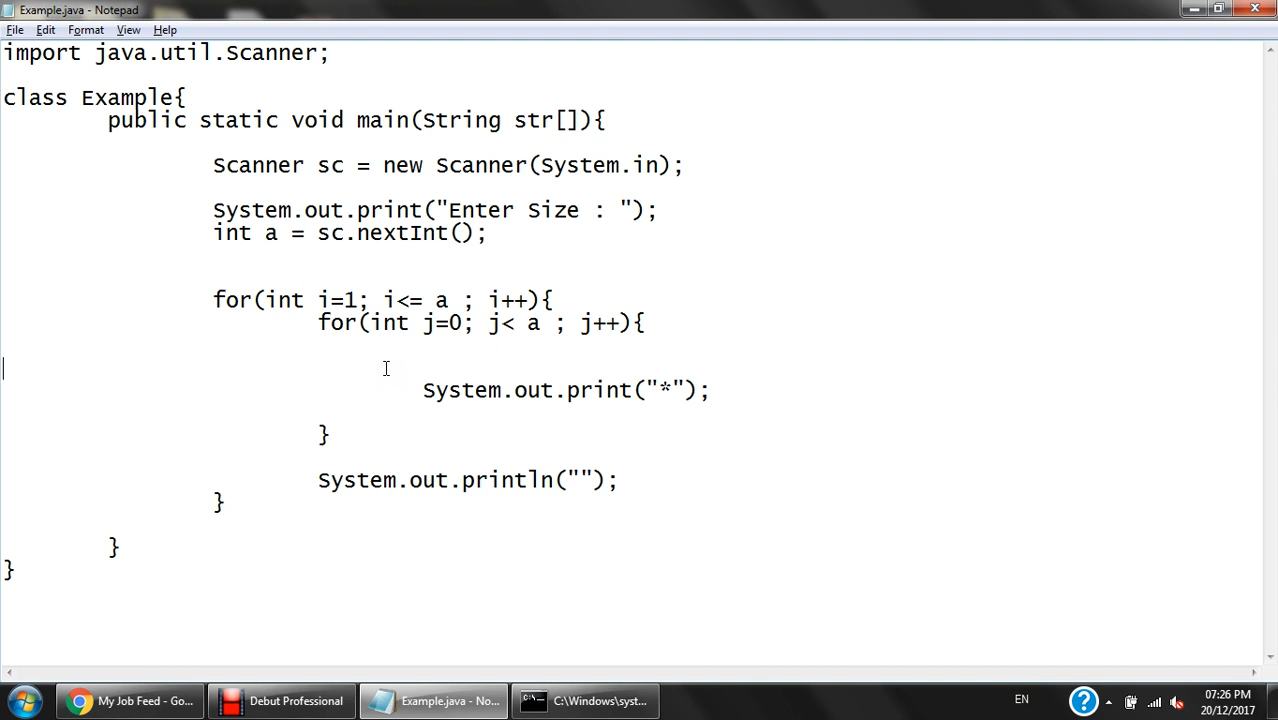 Example.java - Notepad
File Edit Format View Help
import java.util.Scanner;
class Example{
public static void main(String str[]){
Scanner sc = new Scanner(System.in);
System.out.print("Enter Size : ");
int a = sc.nextInt();
for(int i=1; i<= a ; i++){
for(int j=0; j< a ; j++){
System.out.print("*");
}
System.out.println("");
}
}
}
My Job Feed - Go... Debut Professional Example.java - No... C:\Windows\syst... EN 07:26 PM
20/12/2017